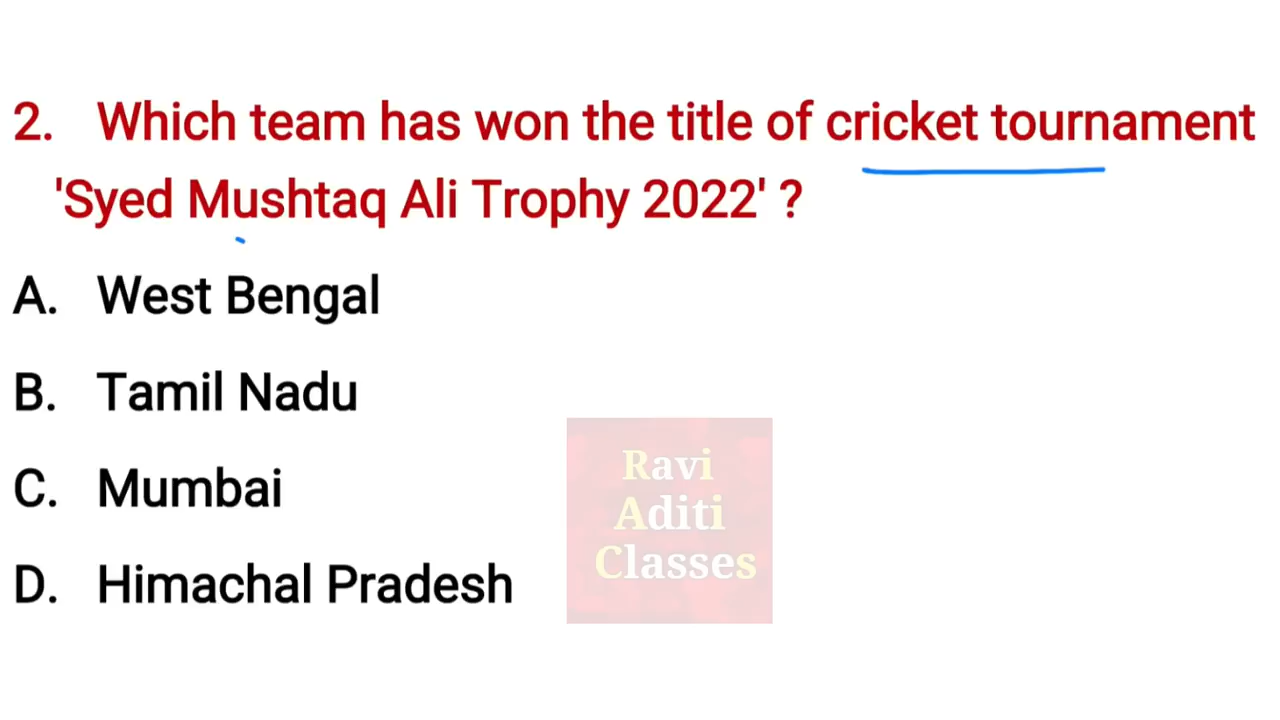 2. Which team has won the title of cricket tournament
'Syed Mushtaq Ali Trophy 2022' ?
A. West Bengal
B. Tamil Nadu
C. Mumbai
D. Himachal Pradesh
Ravi
Aditi
Classes